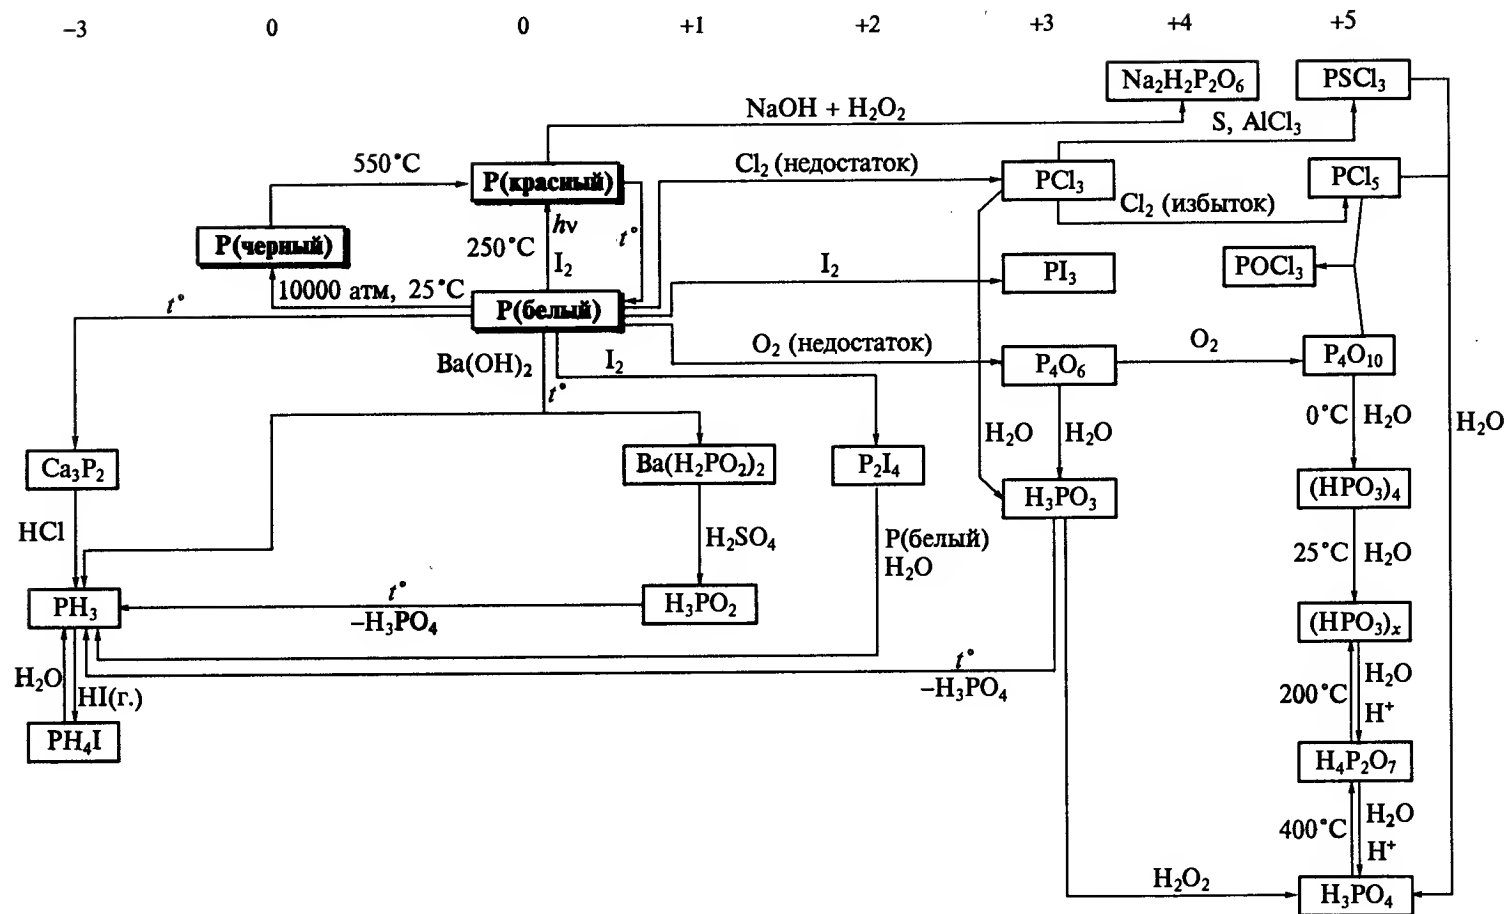 −3 0 0 +1 +2 +3 +4 +5
Na₂H₂P₂O₆
PSCl₃
NaOH + H₂O₂
S, AlCl₃
550°C
P(красный)
Cl₂ (недостаток)
PCl₃
PCl₅
Cl₂ (избыток)
P(черный)
250°C
hν
I₂
t°
I₂
PI₃
POCl₃
10000 атм, 25°C
t°
P(белый)
Ba(OH)₂
I₂
t°
O₂ (недостаток)
P₄O₆
O₂
P₄O₁₀
0°C
H₂O
H₂O
H₂O
H₂O
Ca₃P₂
Ba(H₂PO₂)₂
P₂I₄
H₃PO₃
(HPO₃)₄
HCl
H₂SO₄
P(белый)
H₂O
25°C
H₂O
PH₃
t°
−H₃PO₄
H₃PO₂
(HPO₃)ₓ
t°
−H₃PO₄
H₂O
HI(г.)
200°C
H₂O
H⁺
PH₄I
H₄P₂O₇
400°C
H₂O
H⁺
H₂O₂
H₃PO₄